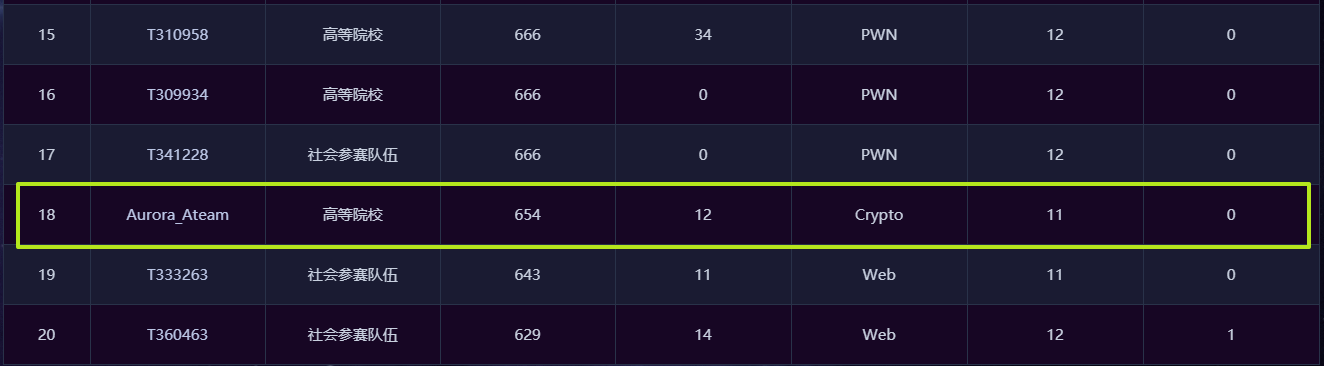 15 T310958 高等院校 666 34 PWN 12 0
16 T309934 高等院校 666 0 PWN 12 0
17 T341228 社会参赛队伍 666 0 PWN 12 0
18 Aurora_Ateam 高等院校 654 12 Crypto 11 0
19 T333263 社会参赛队伍 643 11 Web 11 0
20 T360463 社会参赛队伍 629 14 Web 12 1